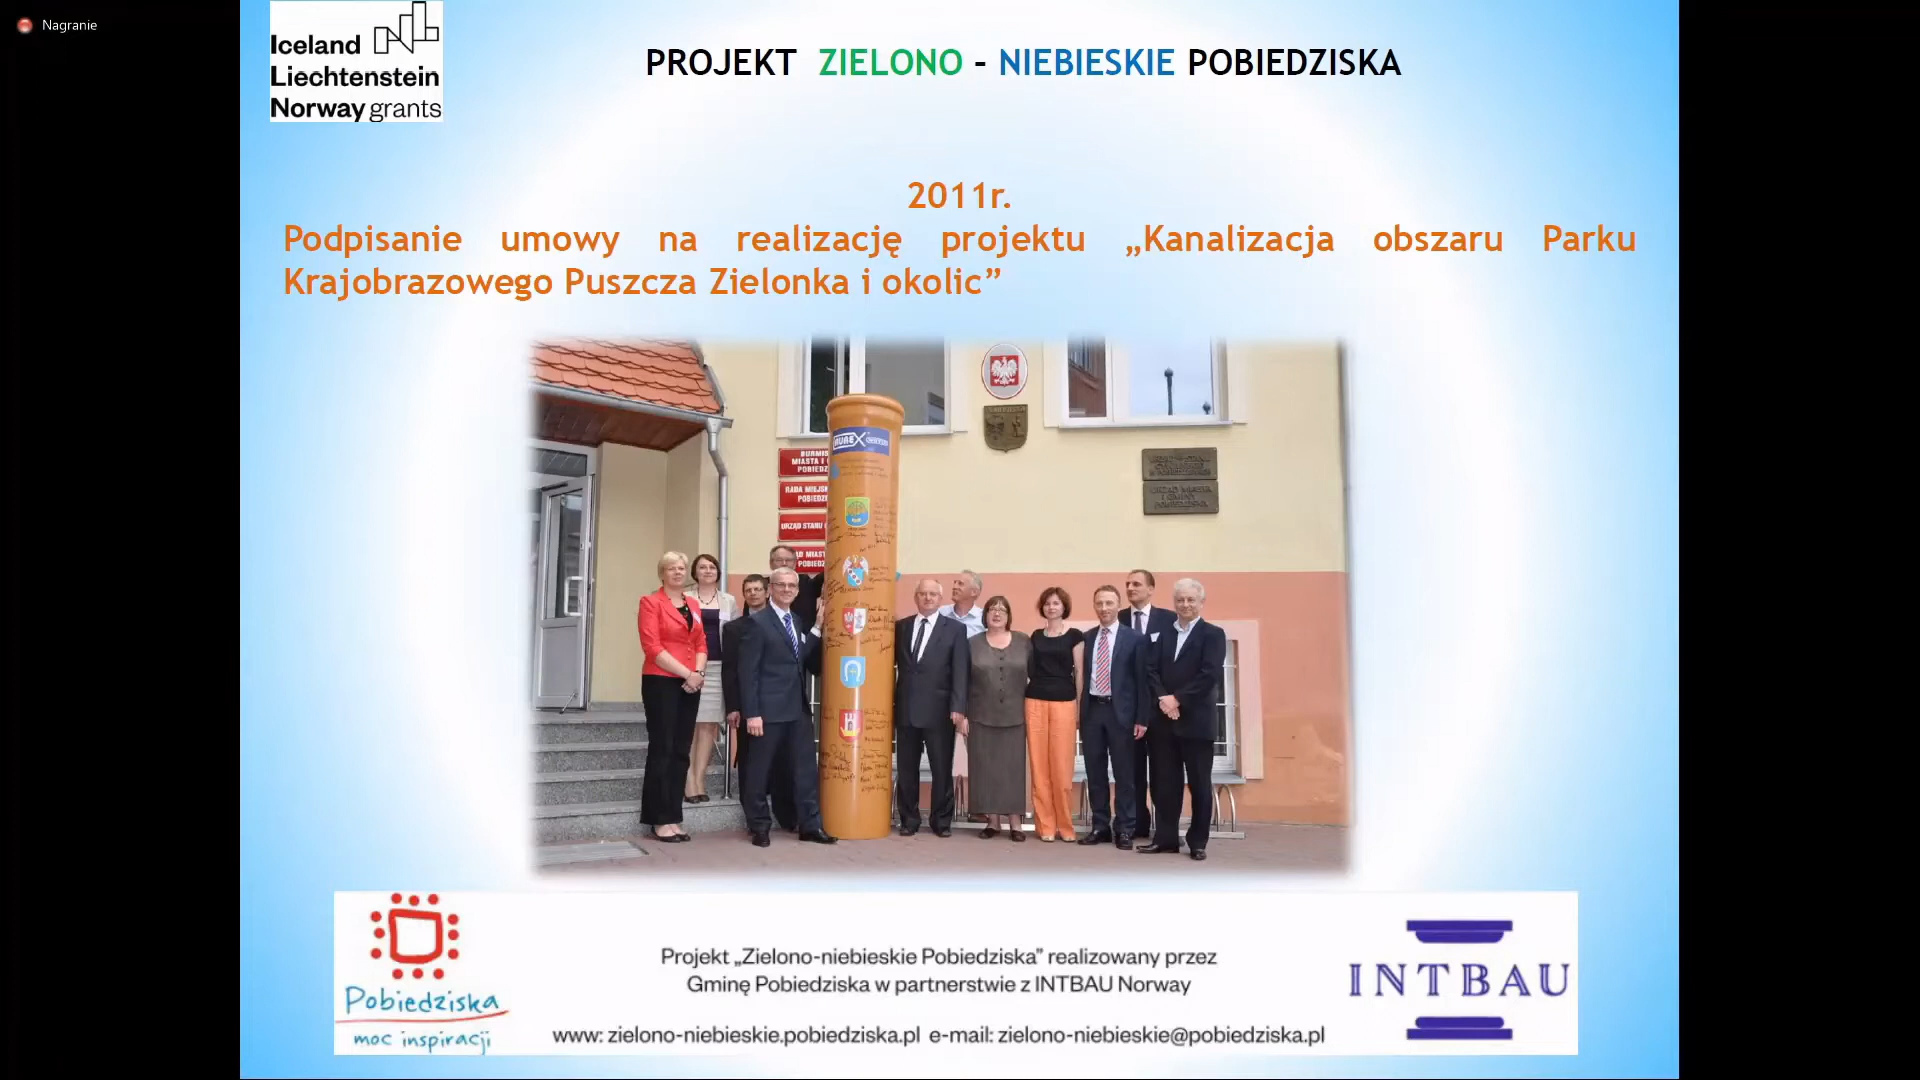 Nagranie
Iceland
Liechtenstein
Norway grants
PROJEKT ZIELONO – NIEBIESKIE POBIEDZISKA
2011r.
Podpisanie umowy na realizację projektu „Kanalizacja obszaru Parku
Krajobrazowego Puszcza Zielonka i okolic”
Pobiedziska
moc inspiracji
Projekt „Zielono-niebieskie Pobiedziska” realizowany przez
Gminę Pobiedziska w partnerstwie z INTBAU Norway
www: zielono-niebieskie.pobiedziska.pl e-mail: zielono-niebieskie@pobiedziska.pl
INTBAU